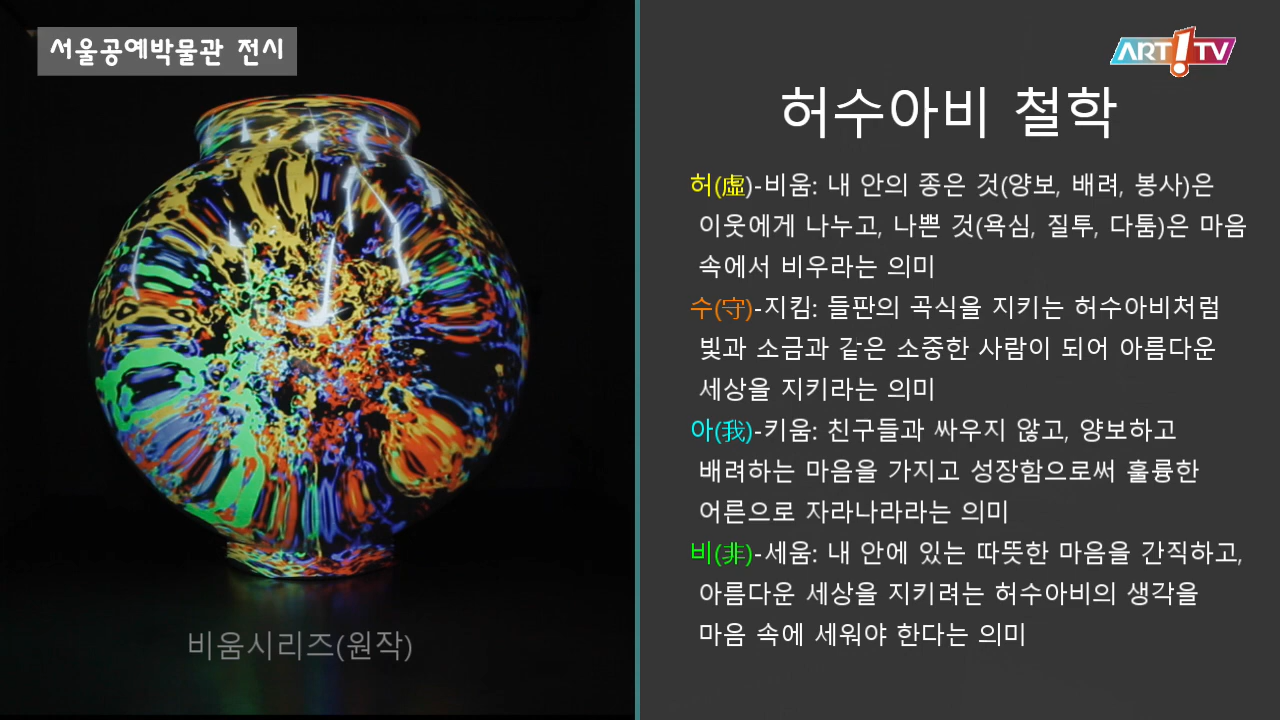 서울공예박물관 전시
비움시리즈(원작)
ART!TV
허수아비 철학
허(虛)-비움: 내 안의 좋은 것(양보, 배려, 봉사)은
이웃에게 나누고, 나쁜 것(욕심, 질투, 다툼)은 마음
속에서 비우라는 의미
수(守)-지킴: 들판의 곡식을 지키는 허수아비처럼
빛과 소금과 같은 소중한 사람이 되어 아름다운
세상을 지키라는 의미
아(我)-키움: 친구들과 싸우지 않고, 양보하고
배려하는 마음을 가지고 성장함으로써 훌륭한
어른으로 자라나라라는 의미
비(非)-세움: 내 안에 있는 따뜻한 마음을 간직하고,
아름다운 세상을 지키려는 허수아비의 생각을
마음 속에 세워야 한다는 의미